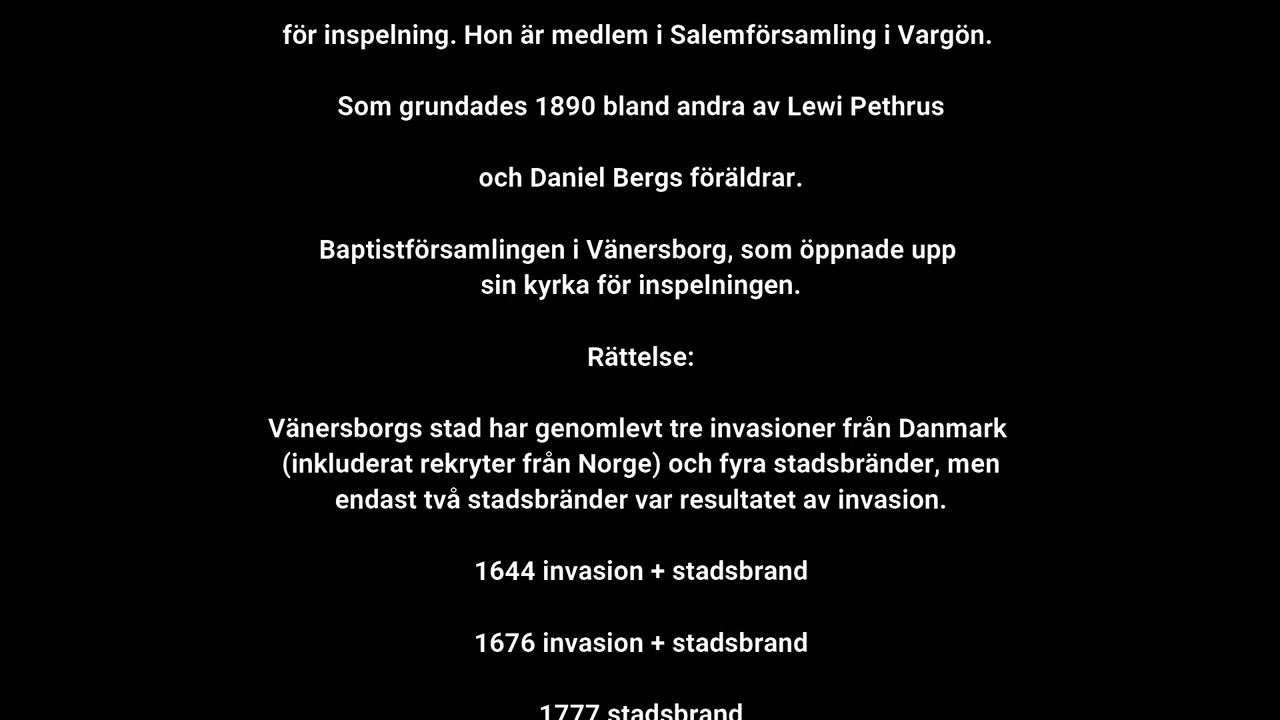 för inspelning. Hon är medlem i Salemförsamling i Vargön.
Som grundades 1890 bland andra av Lewi Pethrus
och Daniel Bergs föräldrar.
Baptistförsamlingen i Vänersborg, som öppnade upp
sin kyrka för inspelningen.
Rättelse:
Vänersborgs stad har genomlevt tre invasioner från Danmark
(inkluderat rekryter från Norge) och fyra stadsbränder, men
endast två stadsbränder var resultatet av invasion.
1644 invasion + stadsbrand
1676 invasion + stadsbrand
1777 stadsbrand